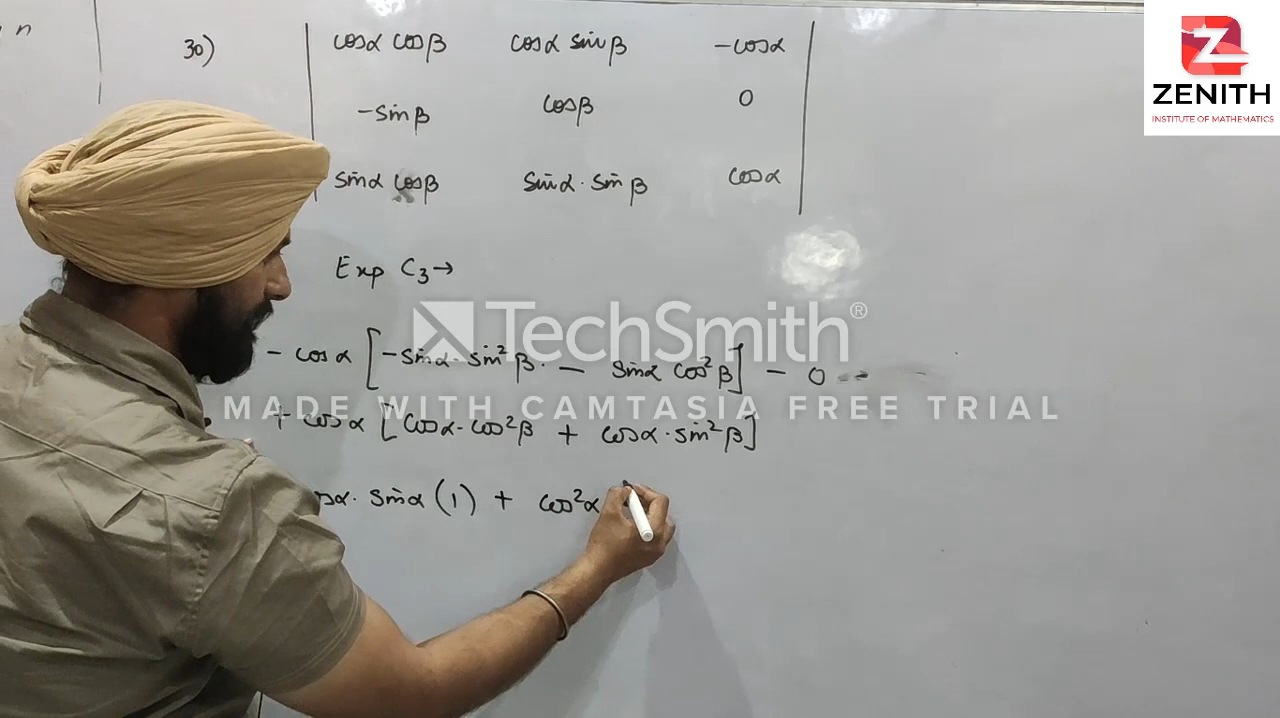 n
30) cosα cosβ cosα sinβ -cosα
-sinβ cosβ 0
sinα cosβ sinα·sinβ cosα
Exp C₃→
- cosα [-sinα·sin²β· — sinα cos²β] - 0
+ cosα [cosα·cos²β + cosα·sin²β]
sα· sinα (1) + cos²α
Z
ZENITH
INSTITUTE OF MATHEMATICS
TechSmith®
MADE WITH CAMTASIA FREE TRIAL